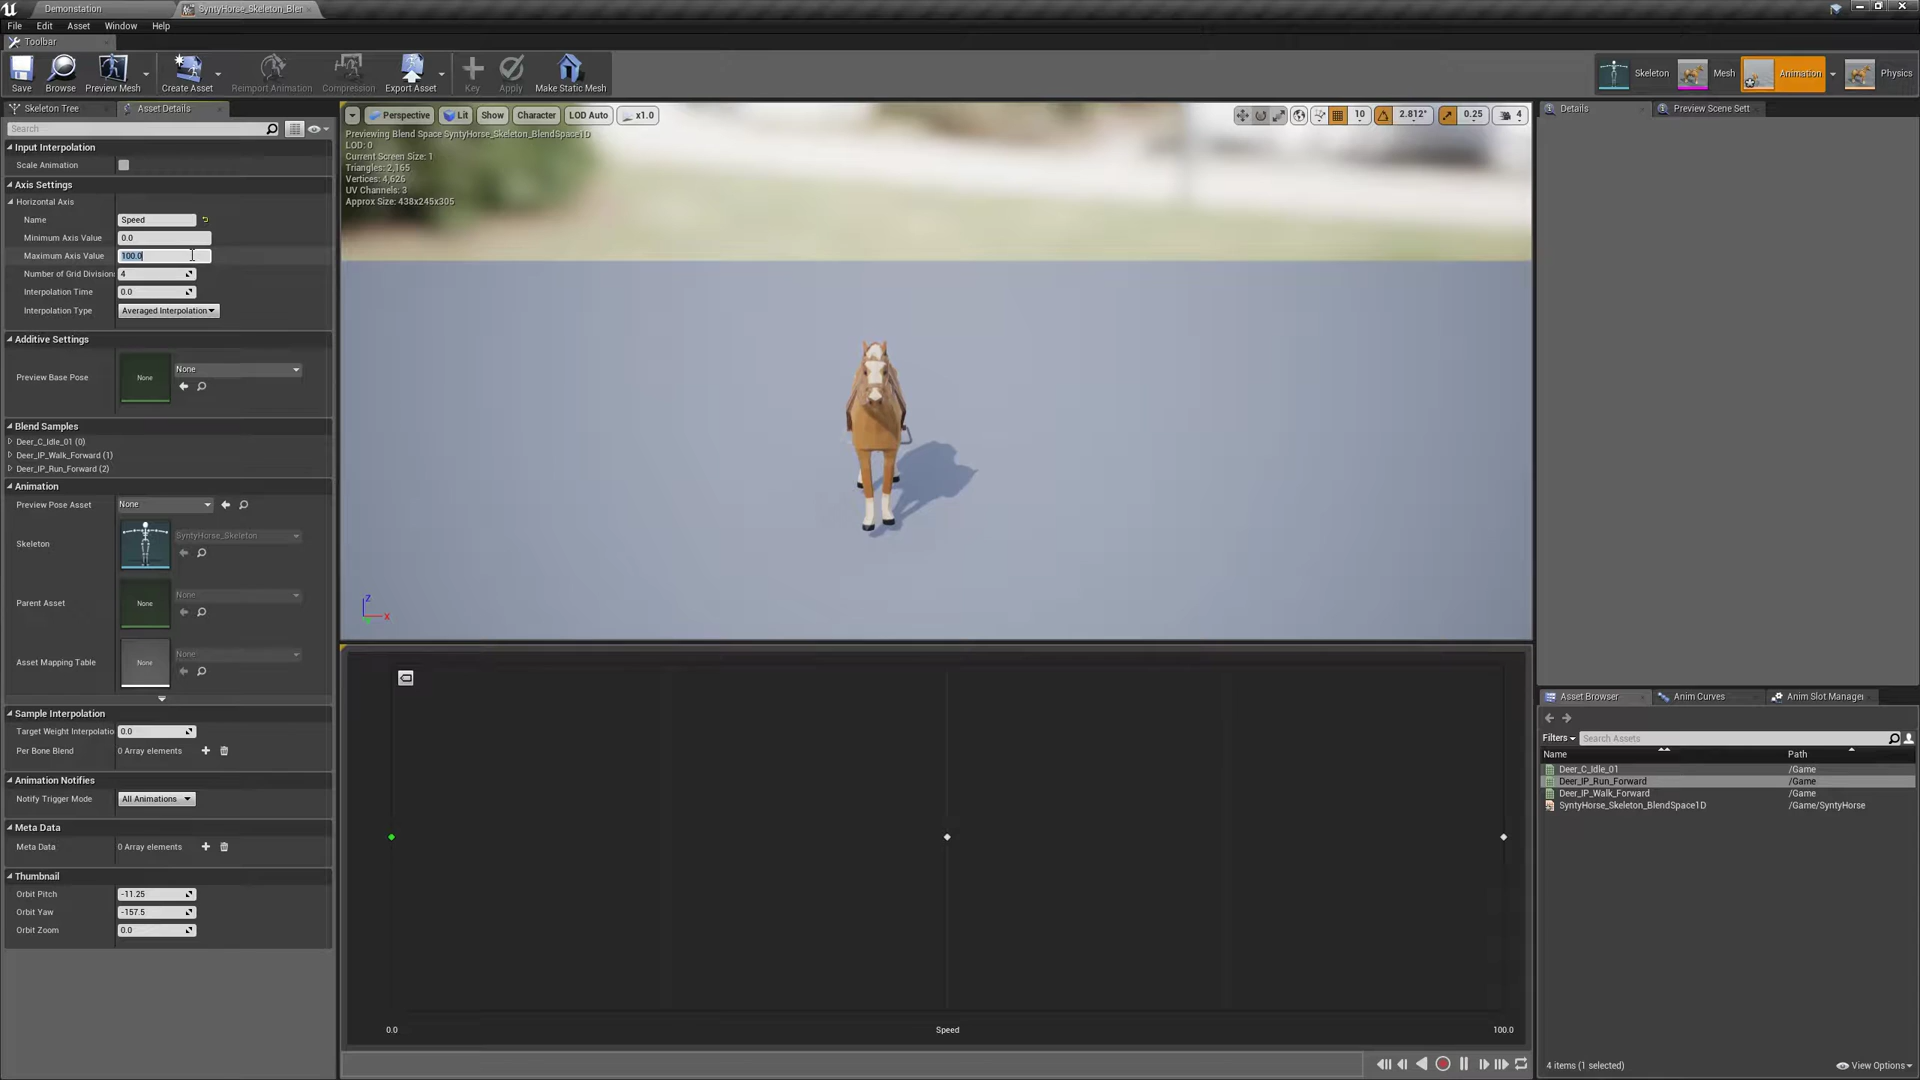 Demonstation
SyntyHorse_Skeleton_Blen
File Edit Asset Window Help
Toolbar
Save
Browse
Preview Mesh
Create Asset
Reimport Animation
Compression
Export Asset
Key
Apply
Make Static Mesh
Skeleton
Mesh
Animation
Physics
Skeleton Tree
Asset Details
Search
Input Interpolation
Scale Animation
Axis Settings
Horizontal Axis
Name Speed
Minimum Axis Value 0.0
Maximum Axis Value 100.0
Number of Grid Division 4
Interpolation Time 0.0
Interpolation Type Averaged Interpolation
Additive Settings
Preview Base Pose None None
Blend Samples
Deer_C_Idle_01 (0)
Deer_IP_Walk_Forward (1)
Deer_IP_Run_Forward (2)
Animation
Preview Pose Asset None
Skeleton SyntyHorse_Skeleton
Parent Asset None None
Asset Mapping Table None None
Sample Interpolation
Target Weight Interpolatio 0.0
Per Bone Blend 0 Array elements
Animation Notifies
Notify Trigger Mode All Animations
Meta Data
Meta Data 0 Array elements
Thumbnail
Orbit Pitch -11.25
Orbit Yaw -157.5
Orbit Zoom 0.0
Perspective Lit Show Character LOD Auto x1.0
10 2.812° 0.25 4
Previewing Blend Space SyntyHorse_Skeleton_BlendSpace1D
LOD: 0
Current Screen Size: 1
Triangles: 2,165
Vertices: 4,626
UV Channels: 3
Approx Size: 438x245x305
Z
X
0.0 Speed 100.0
Details
Preview Scene Sett
Asset Browser
Anim Curves
Anim Slot Manager
Filters Search Assets
Name Path
Deer_C_Idle_01 /Game
Deer_IP_Run_Forward /Game
Deer_IP_Walk_Forward /Game
SyntyHorse_Skeleton_BlendSpace1D /Game/SyntyHorse
4 items (1 selected) View Options